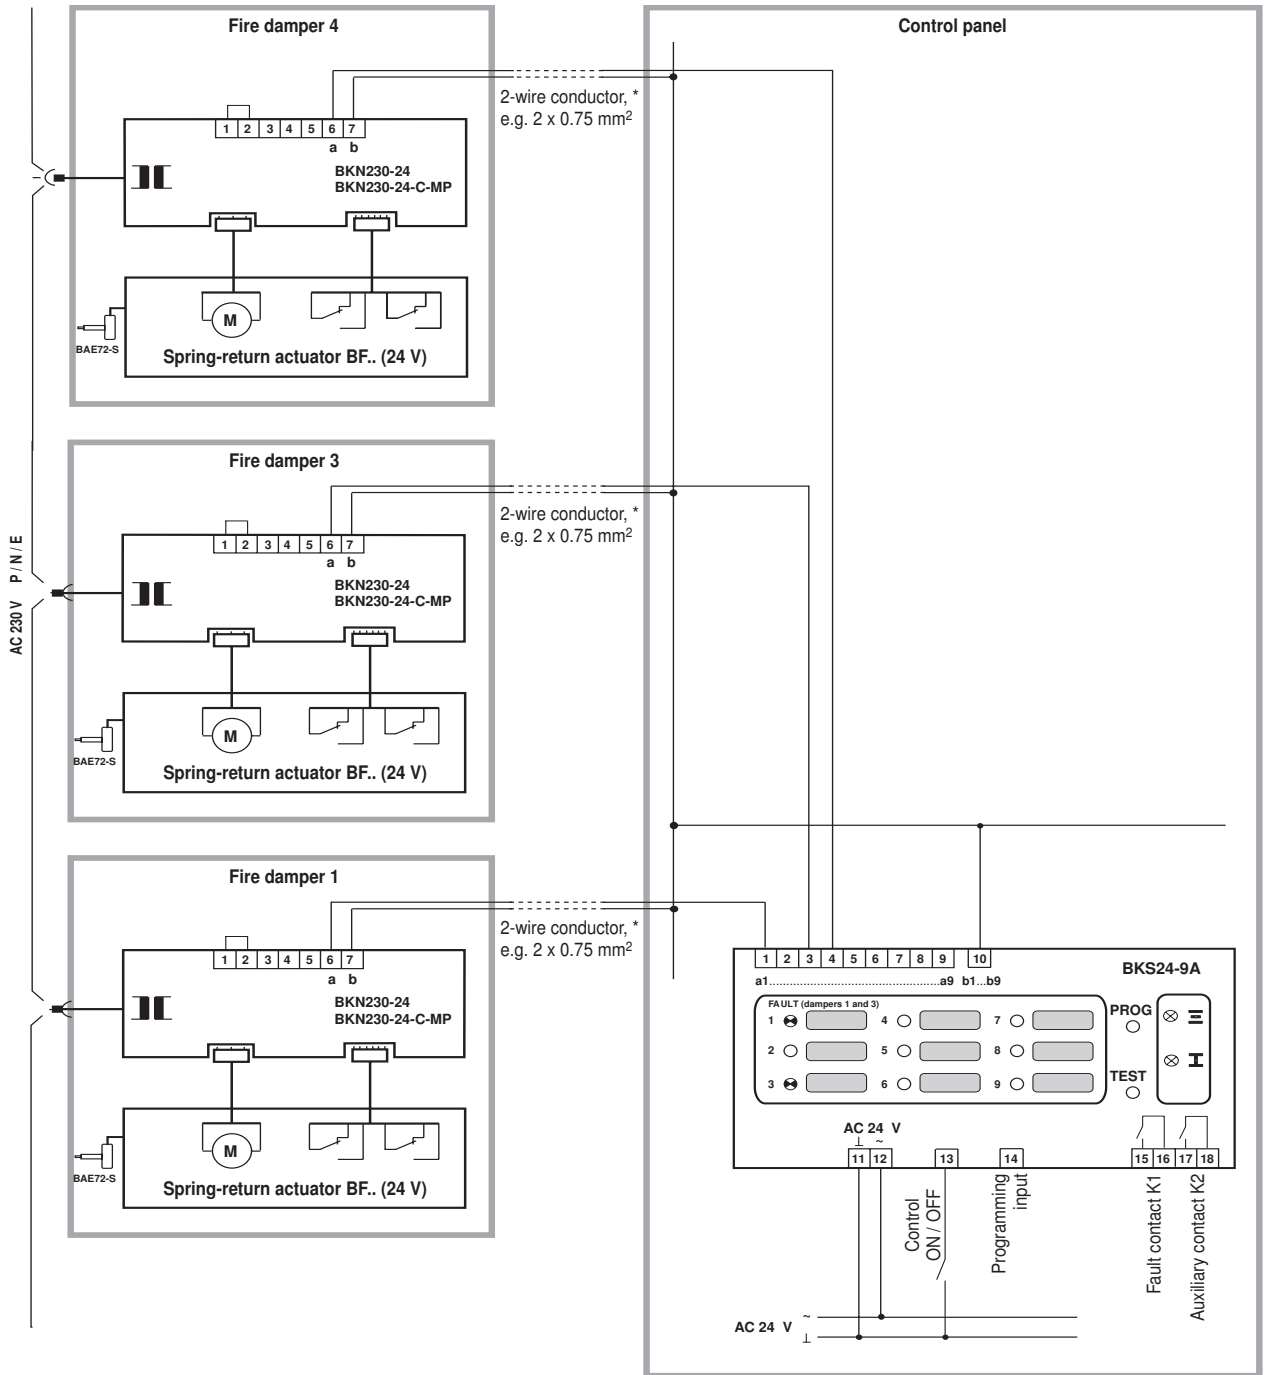 Fire damper 4
2-wire conductor, *
e.g. 2 x 0.75 mm2
1 2 3 4 5 6 7
a b
BKN230-24
BKN230-24-C-MP
M
BAE72-S
Spring-return actuator BF.. (24 V)
AC 230 V P / N / E
Fire damper 3
2-wire conductor, *
e.g. 2 x 0.75 mm2
1 2 3 4 5 6 7
a b
BKN230-24
BKN230-24-C-MP
M
BAE72-S
Spring-return actuator BF.. (24 V)
Fire damper 1
2-wire conductor, *
e.g. 2 x 0.75 mm2
1 2 3 4 5 6 7
a b
BKN230-24
BKN230-24-C-MP
M
BAE72-S
Spring-return actuator BF.. (24 V)
Control panel
1 2 3 4 5 6 7 8 9 10
a1...........................................a9 b1...b9
BKS24-9A
FAULT (dampers 1 and 3)
1 4 7
2 5 8
3 6 9
PROG
TEST
AC 24 V
⊥ ~
11 12 13 14 15 16 17 18
Control
ON / OFF
Programming
input
Fault contact K1
Auxiliary contact K2
AC 24 V ~
⊥